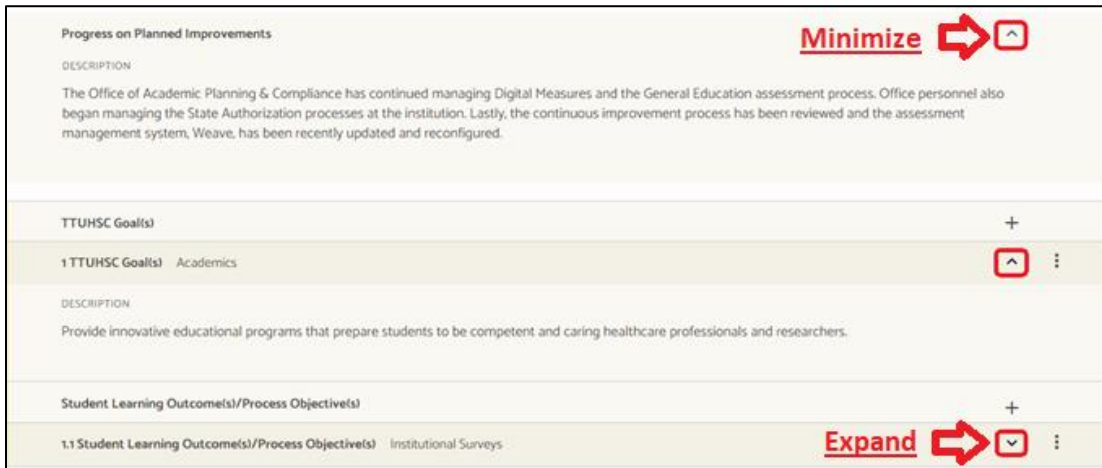 Progress on Planned Improvements
Minimize
DESCRIPTION
The Office of Academic Planning & Compliance has continued managing Digital Measures and the General Education assessment process. Office personnel also
began managing the State Authorization processes at the institution. Lastly, the continuous improvement process has been reviewed and the assessment
management system, Weave, has been recently updated and reconfigured.
TTUHSC Goal(s)
1 TTUHSC Goal(s) Academics
DESCRIPTION
Provide innovative educational programs that prepare students to be competent and caring healthcare professionals and researchers.
Student Learning Outcome(s)/Process Objective(s)
1.1 Student Learning Outcome(s)/Process Objective(s) Institutional Surveys
Expand